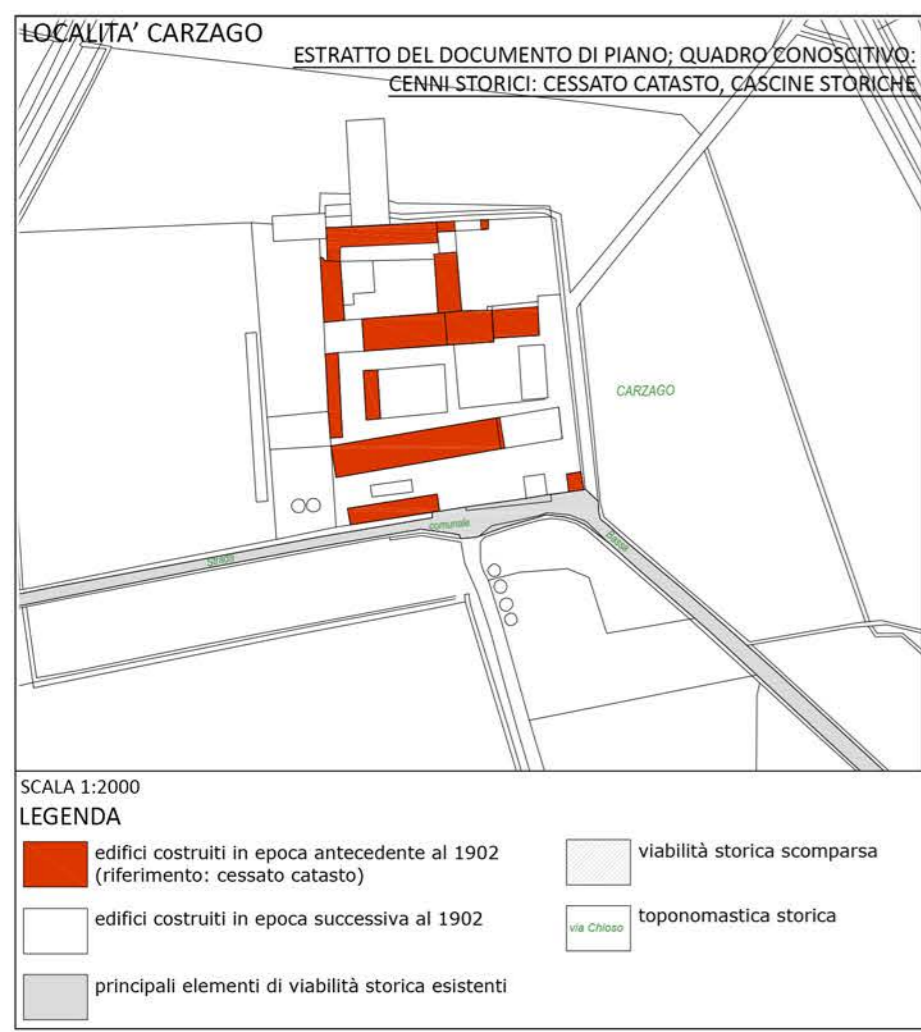 LOCALITA' CARZAGO
ESTRATTO DEL DOCUMENTO DI PIANO; QUADRO CONOSCITIVO:
CENNI STORICI: CESSATO CATASTO, CASCINE STORICHE
CARZAGO
Strada
comunale
Bassa
SCALA 1:2000
LEGENDA
edifici costruiti in epoca antecedente al 1902
(riferimento: cessato catasto)
edifici costruiti in epoca successiva al 1902
principali elementi di viabilità storica esistenti
viabilità storica scomparsa
via Chioso
toponomastica storica